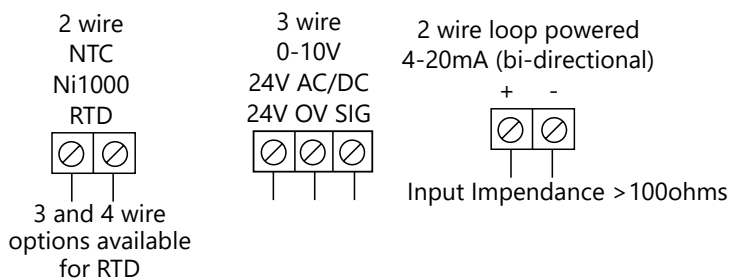 2 wire
NTC
Ni1000
RTD
3 and 4 wire
options available
for RTD
3 wire
0-10V
24V AC/DC
24V OV SIG
2 wire loop powered
4-20mA (bi-directional)
+ -
Input Impendance >100ohms